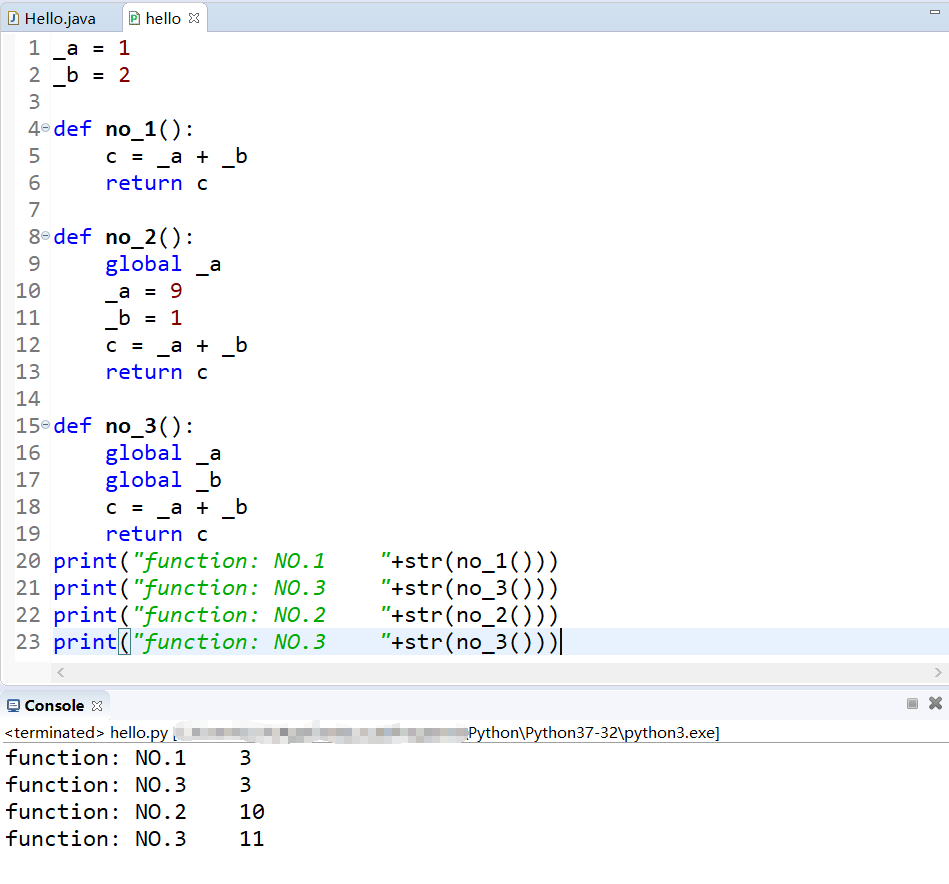 Hello.java hello
1 _a = 1
2 _b = 2
3
4 def no_1():
5     c = _a + _b
6     return c
7
8 def no_2():
9     global _a
10     _a = 9
11     _b = 1
12     c = _a + _b
13     return c
14
15 def no_3():
16     global _a
17     global _b
18     c = _a + _b
19     return c
20 print("function: NO.1    "+str(no_1()))
21 print("function: NO.3    "+str(no_3()))
22 print("function: NO.2    "+str(no_2()))
23 print("function: NO.3    "+str(no_3()))
Console
<terminated> hello.py [ \Python\Python37-32\python3.exe]
function: NO.1    3
function: NO.3    3
function: NO.2    10
function: NO.3    11